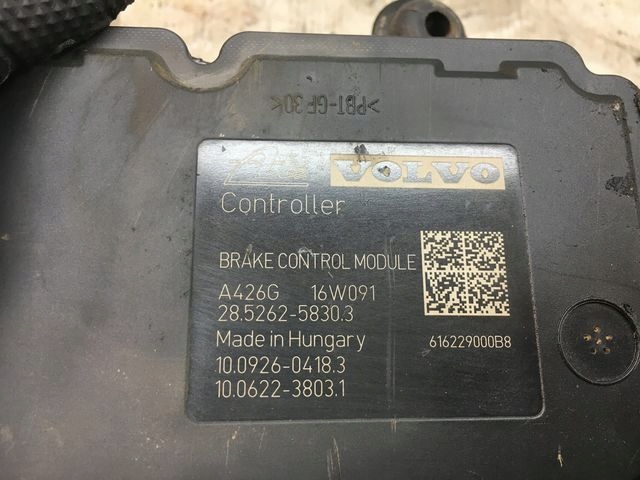 >PBT-GF30<
Ate VOLVO
Controller
BRAKE CONTROL MODULE
A426G 16W091
28.5262-5830.3
Made in Hungary 616229000B8
10.0926-0418.3
10.0622-3803.1